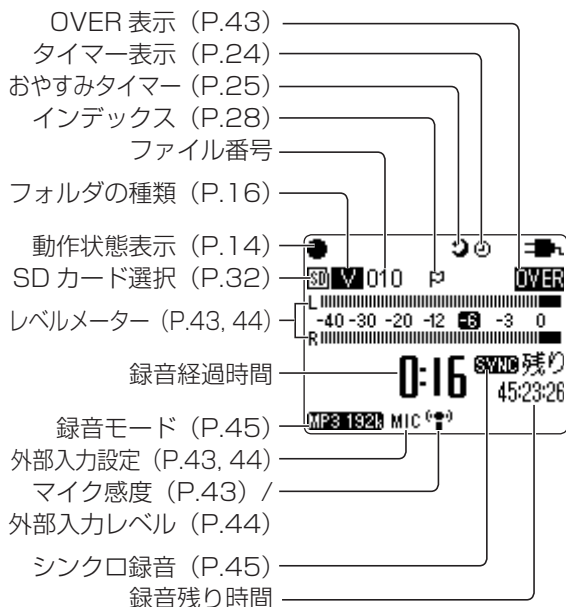 OVER 表示（P.43）
タイマー表示（P.24）
おやすみタイマー（P.25）
インデックス（P.28）
ファイル番号
フォルダの種類（P.16）
動作状態表示（P.14）
SD カード選択（P.32）
レベルメーター（P.43, 44）
録音経過時間
録音モード（P.45）
外部入力設定（P.43, 44）
マイク感度（P.43）/
外部入力レベル（P.44）
シンクロ録音（P.45）
録音残り時間
SD V 010 OVER
L
-40 -30 -20 -12 -6 -3 0
R
0:16 SYNC 残り
45:23:26
MP3 192k MIC